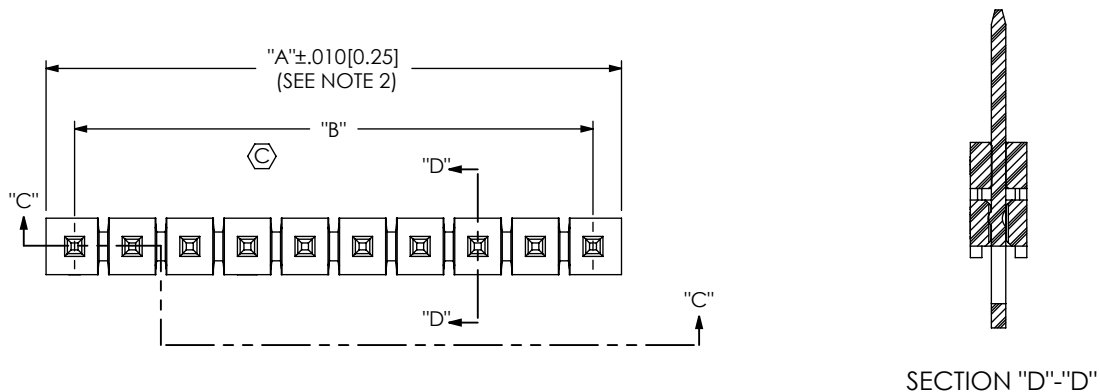 "A"±.010[0.25]
(SEE NOTE 2)
"B"
C
"D"
"C"
"C"
"D"
SECTION "D"-"D"